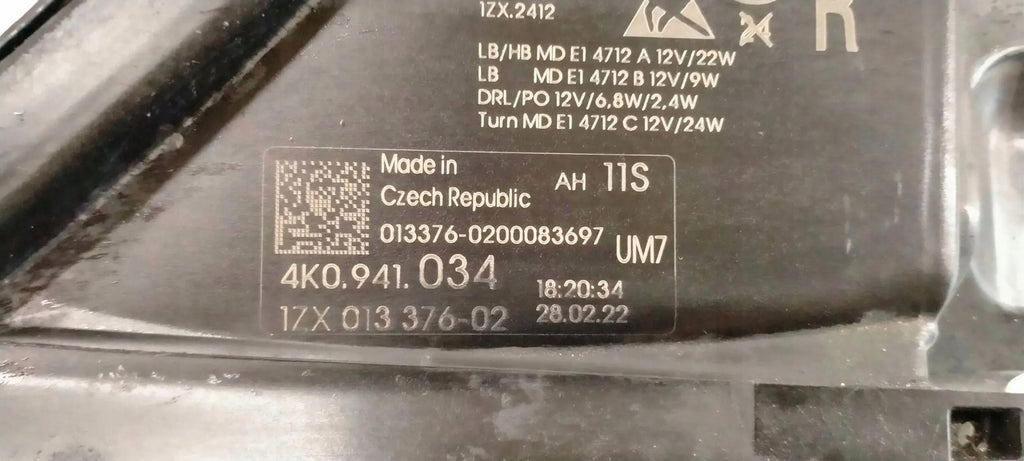 1ZX.2412
24
R
LB/HB MD E1 4712 A 12V/22W
LB MD E1 4712 B 12V/9W
DRL/PO 12V/6,8W/2,4W
Turn MD E1 4712 C 12V/24W
Made in
Czech Republic
AH 11S
013376-0200083697
UM7
4K0.941.034
18:20:34
1ZX 013 376-02
28.02.22